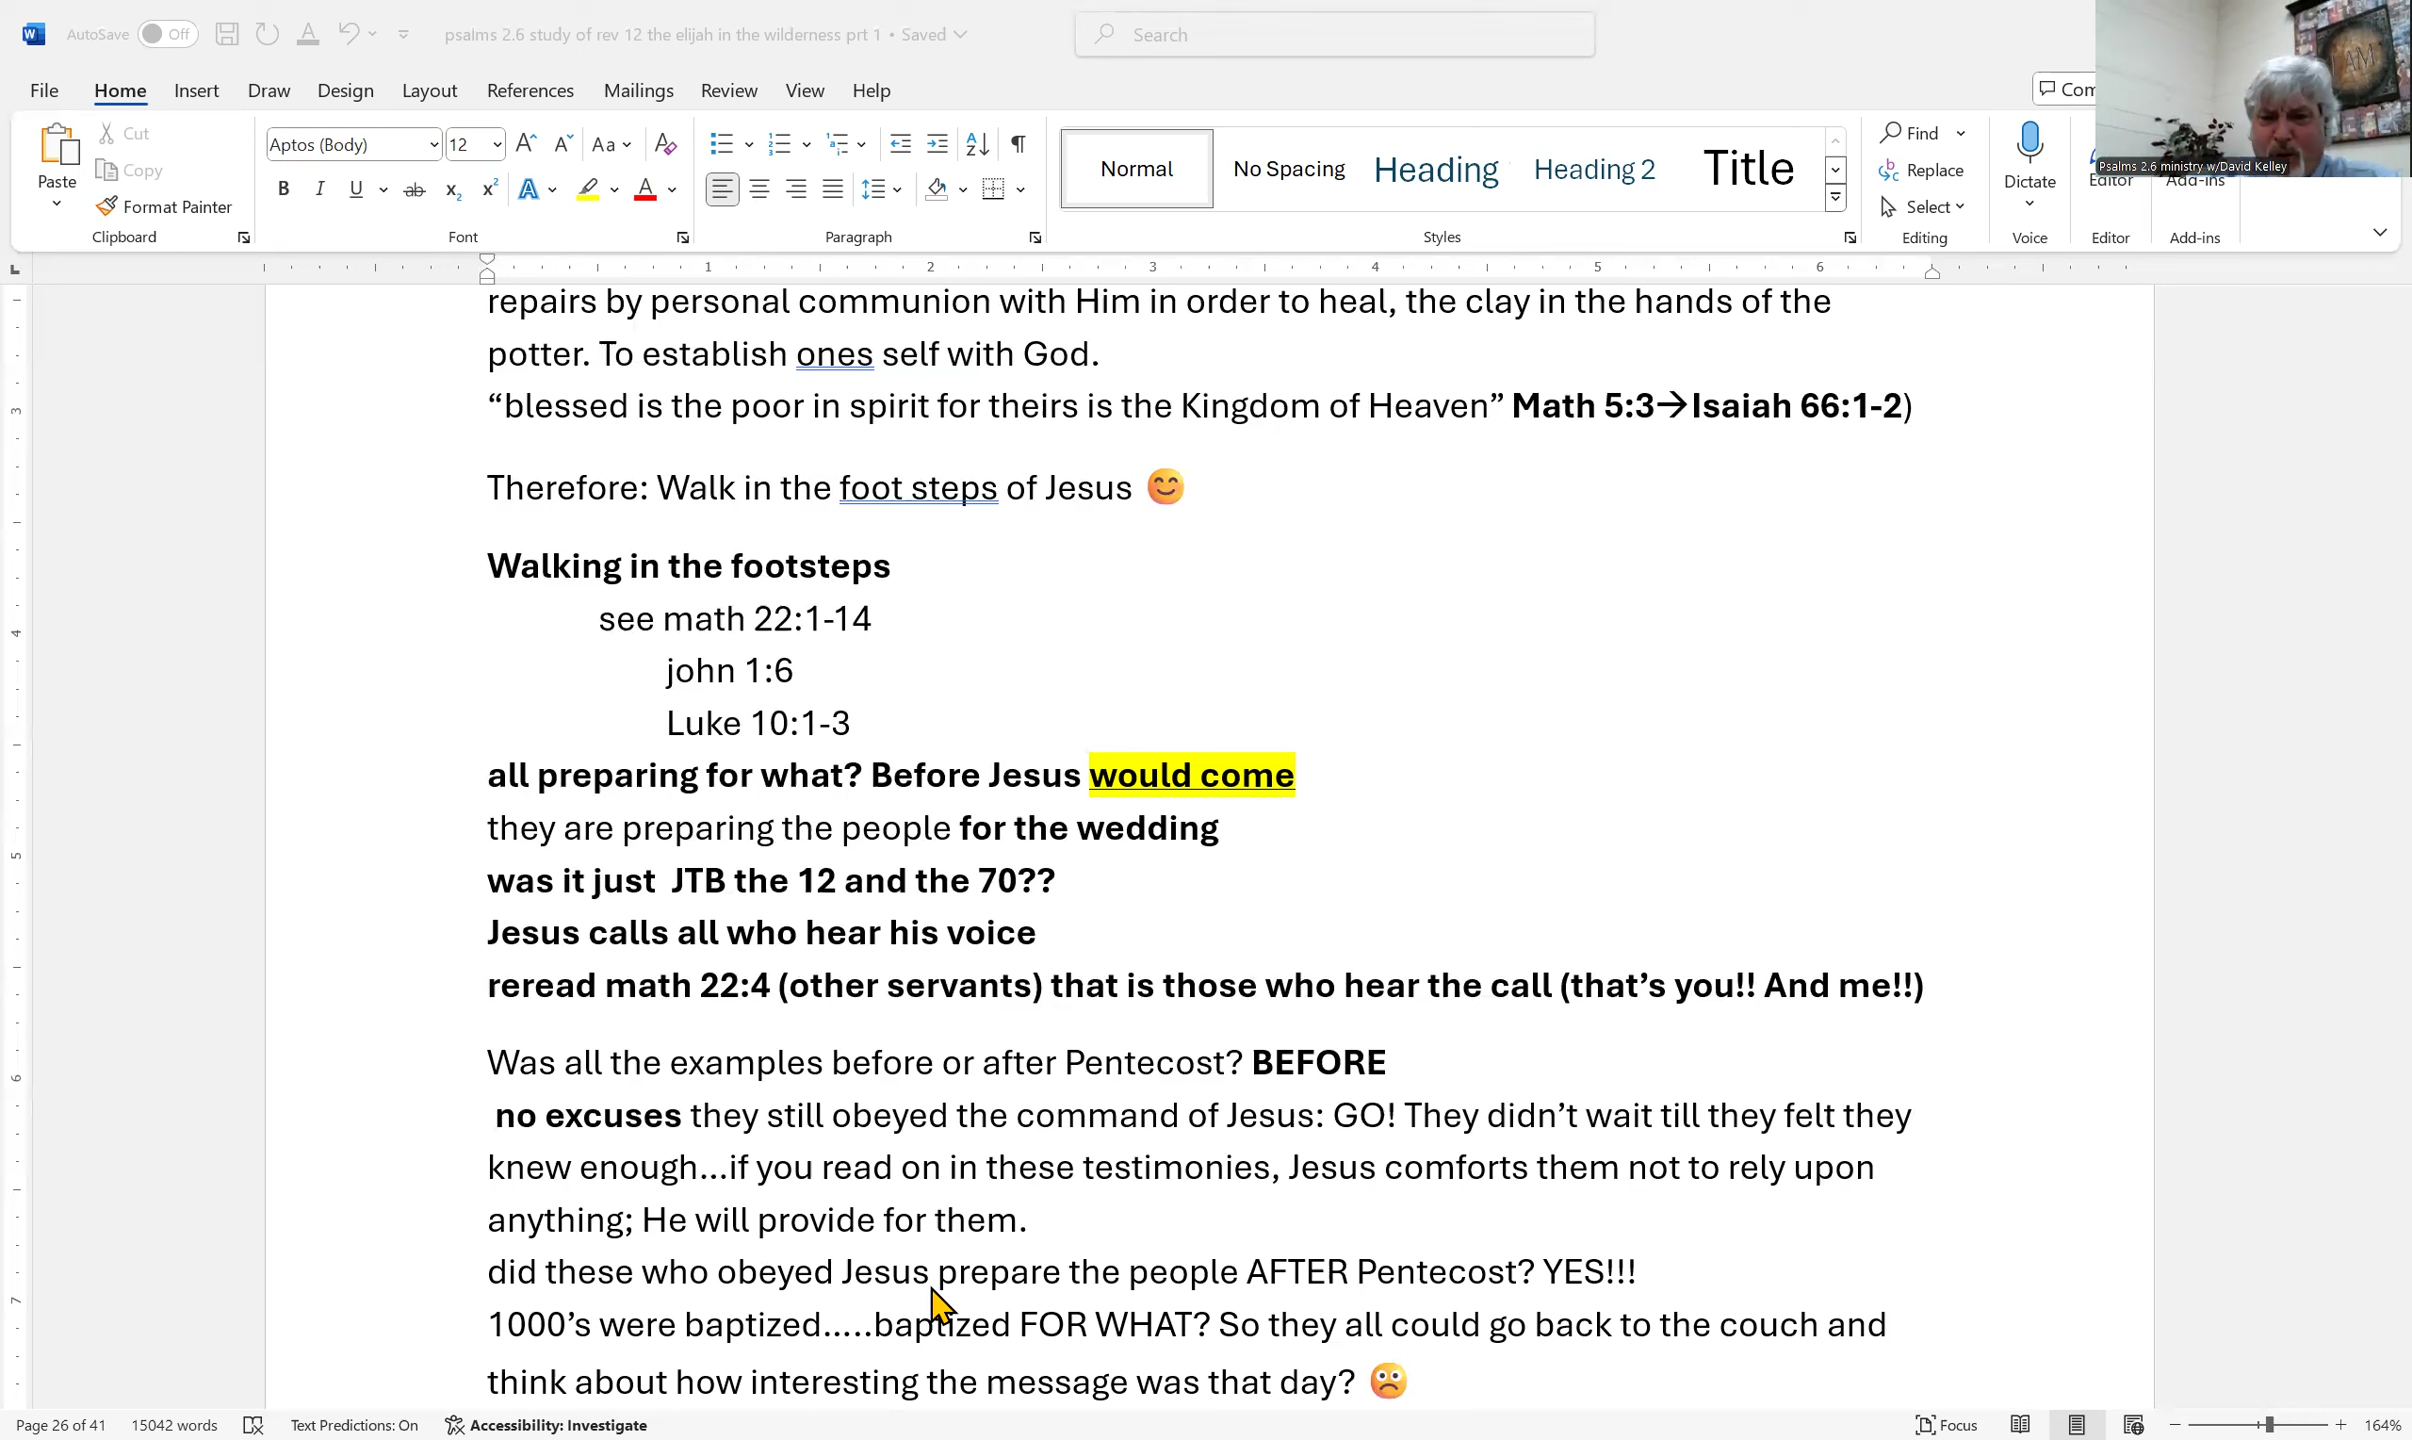 AutoSave Off psalms 2.6 study of rev 12 the elijah in the wilderness prt 1 • Saved Search
File Home Insert Draw Design Layout References Mailings Review View Help Com
Psalms 2.6 ministry w/David Kelley
Paste Cut Copy Format Painter
Aptos (Body) 12
Normal No Spacing Heading Heading 2 Title
Find Replace Select Dictate Editor Add-ins
Clipboard Font Paragraph Styles Editing Voice Editor Add-ins
1 2 3 4 5 6
repairs by personal communion with Him in order to heal, the clay in the hands of the
potter. To establish ones self with God.
“blessed is the poor in spirit for theirs is the Kingdom of Heaven” Math 5:3→Isaiah 66:1-2)
Therefore: Walk in the foot steps of Jesus 😊
Walking in the footsteps
see math 22:1-14
john 1:6
Luke 10:1-3
all preparing for what? Before Jesus would come
they are preparing the people for the wedding
was it just  JTB the 12 and the 70??
Jesus calls all who hear his voice
reread math 22:4 (other servants) that is those who hear the call (that’s you!! And me!!)
Was all the examples before or after Pentecost? BEFORE
no excuses they still obeyed the command of Jesus: GO! They didn’t wait till they felt they
knew enough…if you read on in these testimonies, Jesus comforts them not to rely upon
anything; He will provide for them.
did these who obeyed Jesus prepare the people AFTER Pentecost? YES!!!
1000’s were baptized…..baptized FOR WHAT? So they all could go back to the couch and
think about how interesting the message was that day? 🙁
Page 26 of 41 15042 words Text Predictions: On Accessibility: Investigate Focus 164%